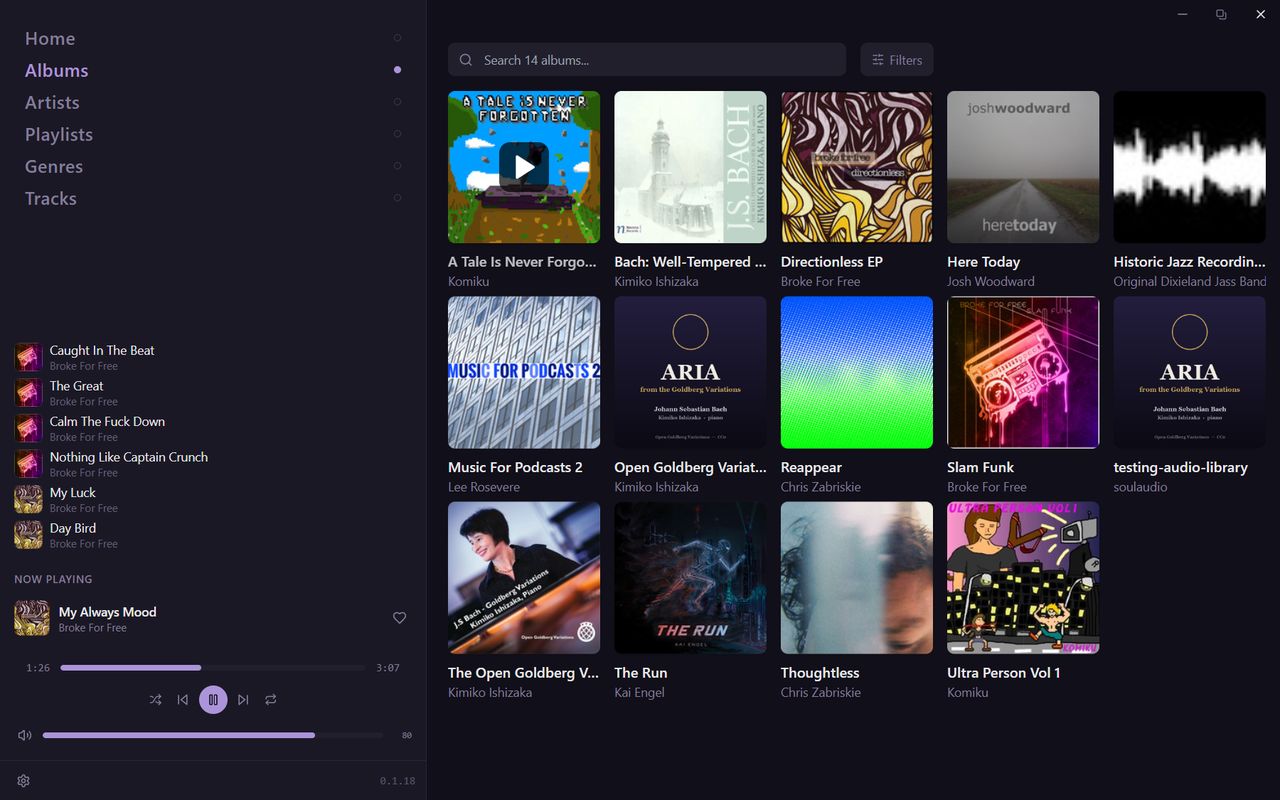 Home
Albums
Artists
Playlists
Genres
Tracks
Caught In The Beat
Broke For Free
The Great
Broke For Free
Calm The Fuck Down
Broke For Free
Nothing Like Captain Crunch
Broke For Free
My Luck
Broke For Free
Day Bird
Broke For Free
NOW PLAYING
My Always Mood
Broke For Free
1:26
3:07
80
0.1.18
Search 14 albums...
Filters
A TALE IS NEVER
FORGOTTEN
J.S. BACH
KIMIKO ISHIZAKA, PIANO
broke for free
directionless
joshwoodward
heretoday
A Tale Is Never Forgo...
Komiku
Bach: Well-Tempered ...
Kimiko Ishizaka
Directionless EP
Broke For Free
Here Today
Josh Woodward
Historic Jazz Recordin...
Original Dixieland Jass Band
MUSIC FOR PODCASTS 2
ARIA
from the Goldberg Variations
Johann Sebastian Bach
Kimiko Ishizaka · piano
Open Goldberg Variations — CC0
BROKE FOR FREE
SLAM FUNK
ARIA
from the Goldberg Variations
Johann Sebastian Bach
Kimiko Ishizaka · piano
Open Goldberg Variations — CC0
Music For Podcasts 2
Lee Rosevere
Open Goldberg Variat...
Kimiko Ishizaka
Reappear
Chris Zabriskie
Slam Funk
Broke For Free
testing-audio-library
soulaudio
J.S Bach - Goldberg Variations
Kimiko Ishizaka, Piano
Open Goldberg Variations
THE RUN
KAI ENGEL
ULTRA PERSON VOL1
KOMIKU
The Open Goldberg V...
Kimiko Ishizaka
The Run
Kai Engel
Thoughtless
Chris Zabriskie
Ultra Person Vol 1
Komiku